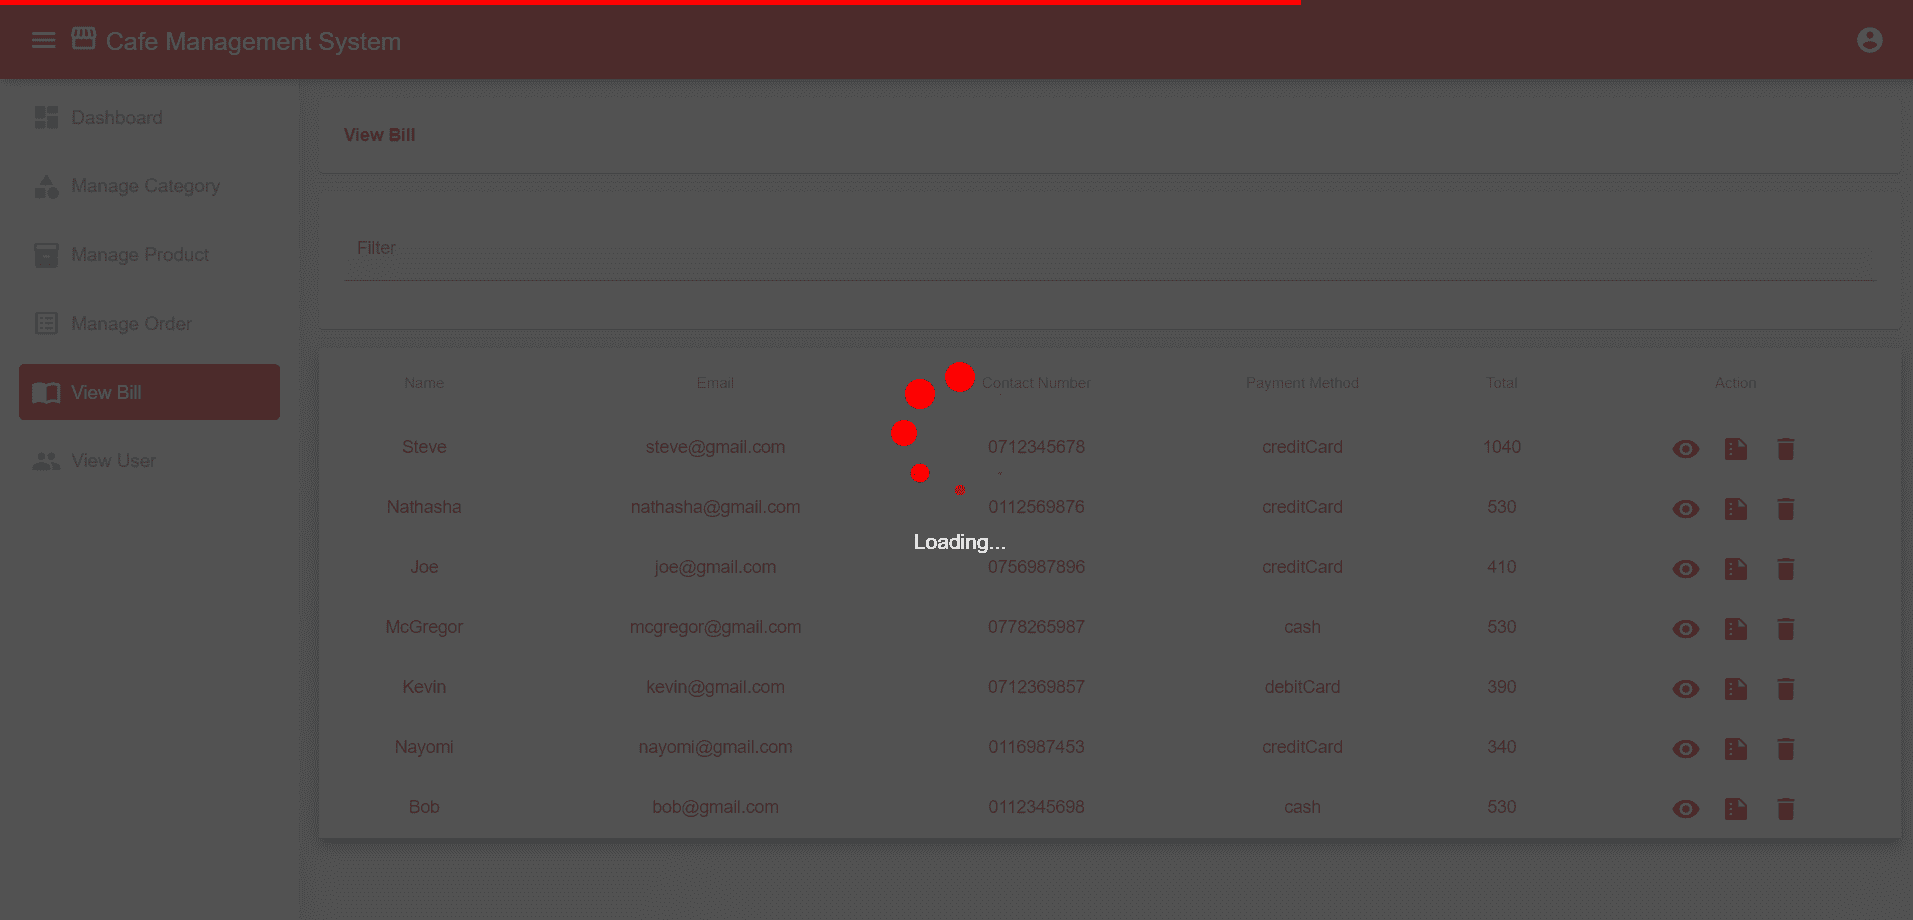 Cafe Management System
Dashboard
Manage Category
Manage Product
Manage Order
View Bill
View User
View Bill
Filter
Name Email Contact Number Payment Method Total Action
Steve steve@gmail.com 0712345678 creditCard 1040
Nathasha nathasha@gmail.com 0112569876 creditCard 530
Loading...
Joe joe@gmail.com 0756987896 creditCard 410
McGregor mcgregor@gmail.com 0778265987 cash 530
Kevin kevin@gmail.com 0712369857 debitCard 390
Nayomi nayomi@gmail.com 0116987453 creditCard 340
Bob bob@gmail.com 0112345698 cash 530